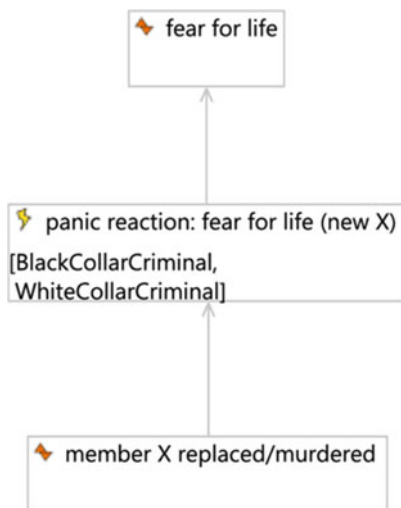 fear for life
panic reaction: fear for life (new X)
[BlackCollarCriminal,
WhiteCollarCriminal]
member X replaced/murdered